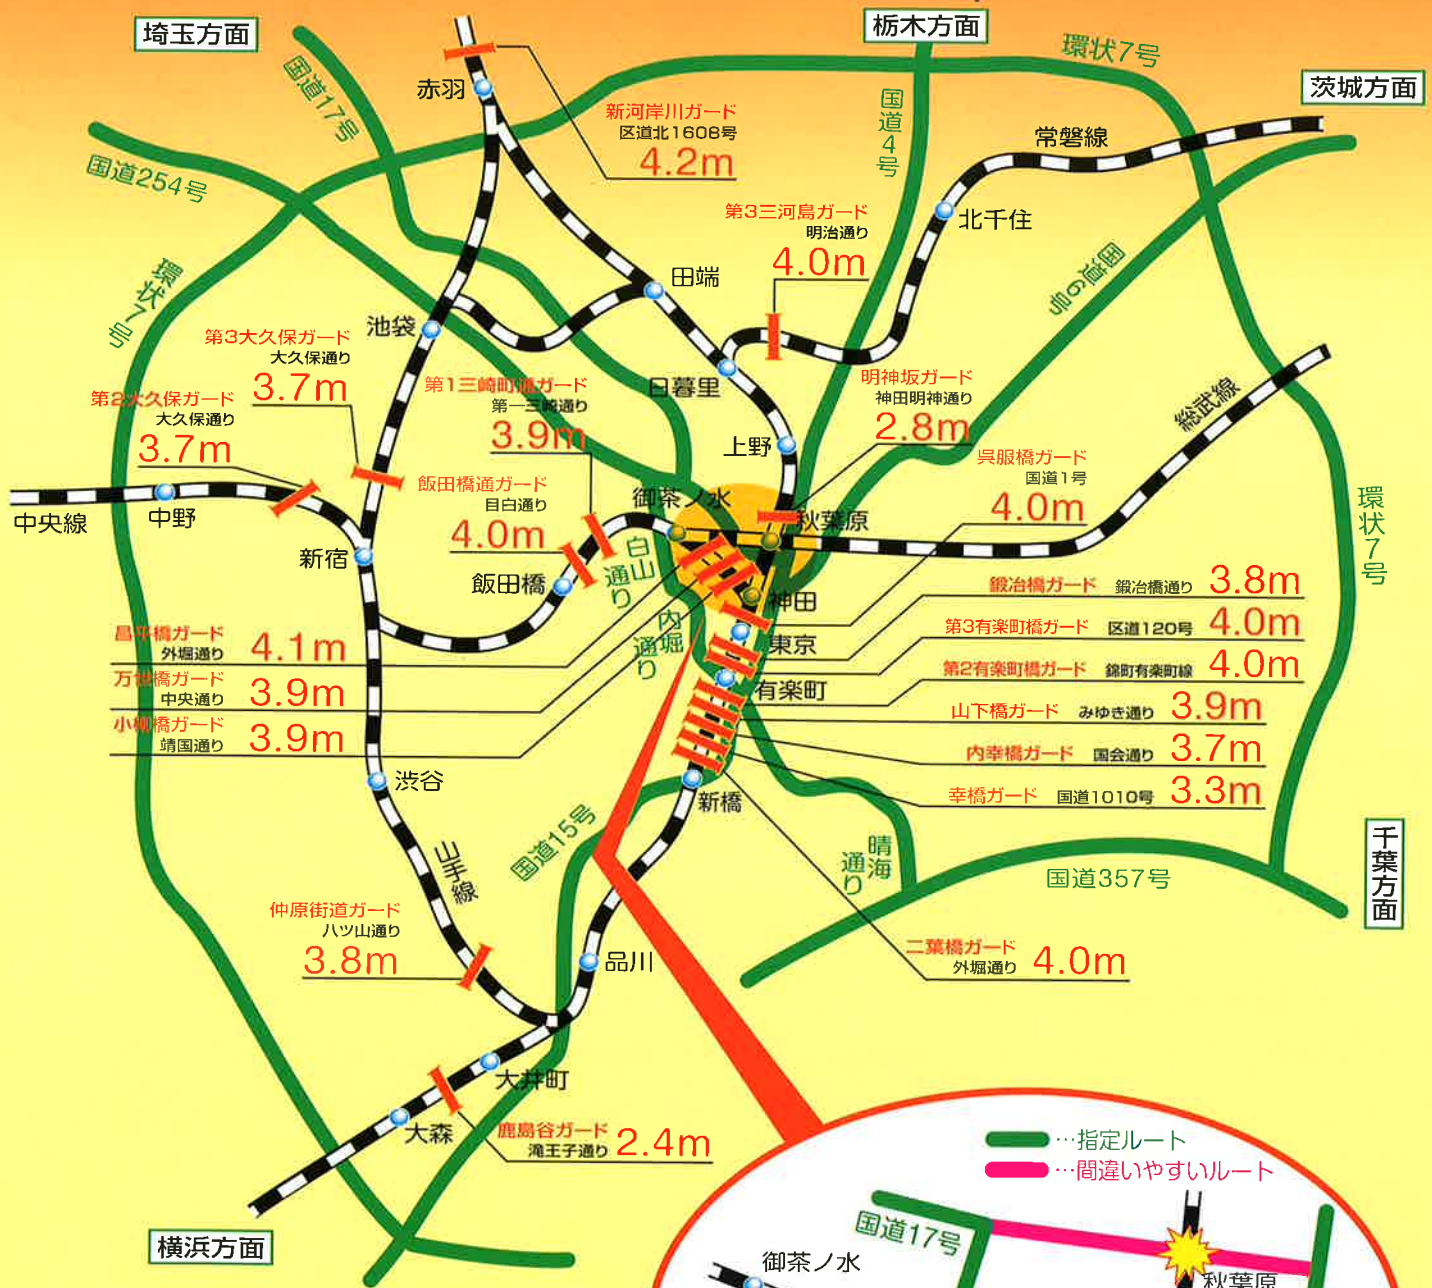 埼玉方面
栃木方面
茨城方面
環状7号
国道17号
国道254号
国道4号
赤羽
新河岸川ガード
区道北1608号
4.2m
常磐線
北千住
第3三河島ガード
明治通り
4.0m
国道6号
環状7号
田端
池袋
日暮里
第3大久保ガード
大久保通り
3.7m
第2大久保ガード
大久保通り
3.7m
第1三崎町通ガード
第一三崎通り
3.9m
明神坂ガード
神田明神通り
2.8m
総武線
上野
呉服橋ガード
国道1号
4.0m
飯田橋通ガード
目白通り
4.0m
御茶ノ水
秋葉原
環状7号
中央線
中野
新宿
飯田橋
白山通り
内堀通り
神田
東京
有楽町
鍛冶橋ガード 鍛冶橋通り 3.8m
第3有楽町橋ガード 区道120号 4.0m
第2有楽町橋ガード 錦町有楽町線 4.0m
山下橋ガード みゆき通り 3.9m
内幸橋ガード 国会通り 3.7m
幸橋ガード 国道1010号 3.3m
昌平橋ガード
外堀通り 4.1m
万世橋ガード
中央通り 3.9m
小柳橋ガード
靖国通り 3.9m
渋谷
新橋
国道15号
晴海通り
国道357号
千葉方面
山手線
仲原街道ガード
八ツ山通り
3.8m
品川
二葉橋ガード
外堀通り 4.0m
大井町
大森
鹿島谷ガード
滝王子通り 2.4m
横浜方面
…指定ルート
…間違いやすいルート
国道17号
御茶ノ水
秋葉原